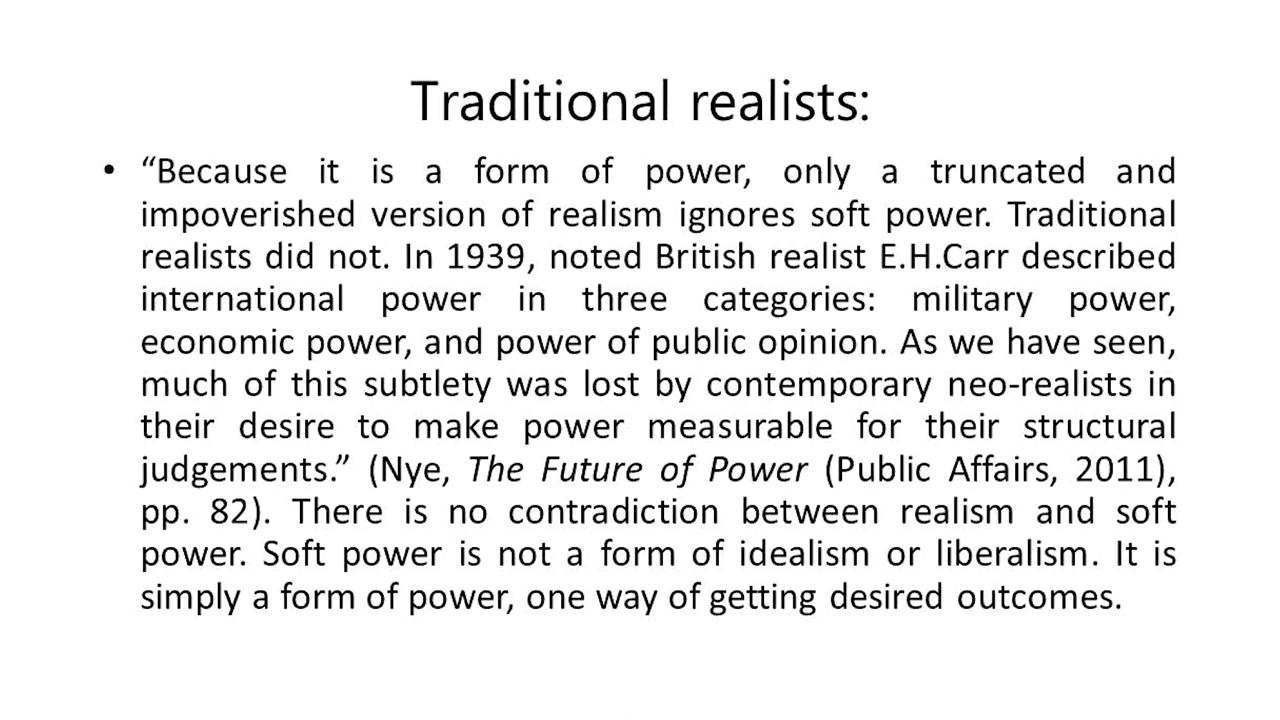 Traditional realists:
• “Because it is a form of power, only a truncated and
impoverished version of realism ignores soft power. Traditional
realists did not. In 1939, noted British realist E.H.Carr described
international power in three categories: military power,
economic power, and power of public opinion. As we have seen,
much of this subtlety was lost by contemporary neo-realists in
their desire to make power measurable for their structural
judgements.” (Nye, The Future of Power (Public Affairs, 2011),
pp. 82). There is no contradiction between realism and soft
power. Soft power is not a form of idealism or liberalism. It is
simply a form of power, one way of getting desired outcomes.